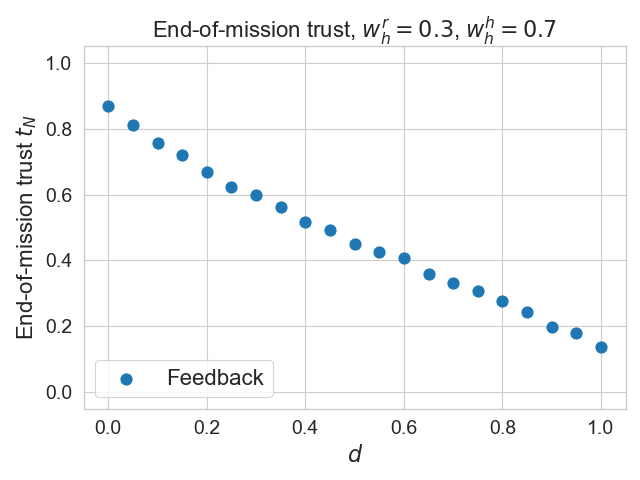 End-of-mission trust, $w_h^r = 0.3$, $w_h^h = 0.7$
End-of-mission trust $t_N$
1.0
0.8
0.6
0.4
0.2
0.0
Feedback
0.0 0.2 0.4 0.6 0.8 1.0
$d$